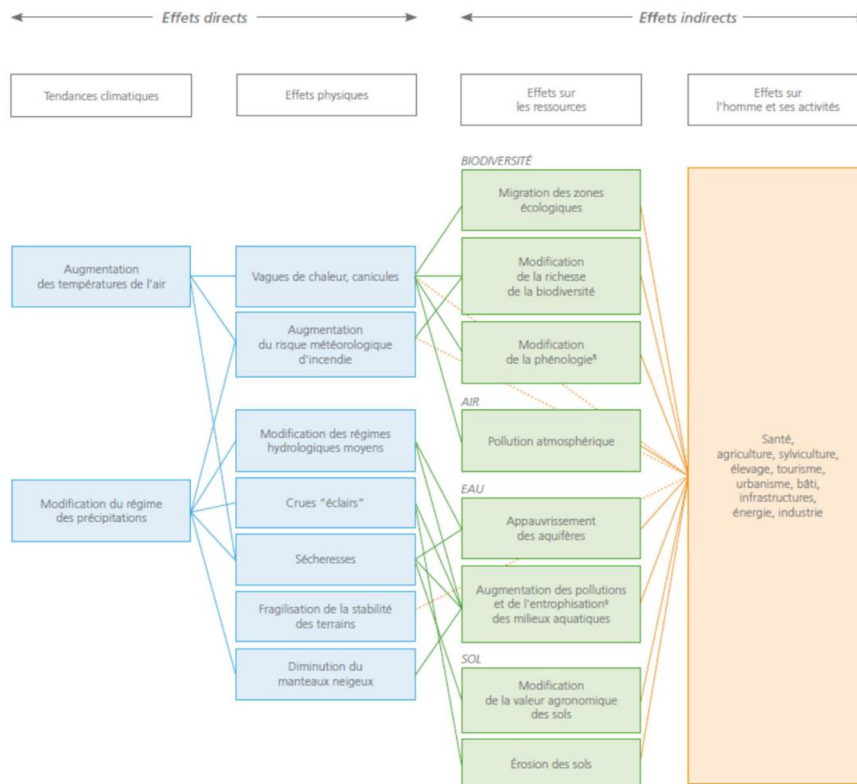 Effets directs
Effets indirects
Tendances climatiques
Effets physiques
Effets sur
les ressources
Effets sur
l'homme et ses activités
BIODIVERSITÉ
Migration des zones
écologiques
Augmentation
des températures de l'air
Vagues de chaleur, canicules
Modification
de la richesse
de la biodiversité
Augmentation
du risque météorologique
d'incendie
Modification
de la phénologie⁸
AIR
Modification des régimes
hydrologiques moyens
Pollution atmosphérique
Santé,
agriculture, sylviculture,
élevage, tourisme,
urbanisme, bâti,
infrastructures,
énergie, industrie
EAU
Modification du régime
des précipitations
Crues "éclairs"
Appauvrissement
des aquifères
Sécheresses
Augmentation des pollutions
et de l'entrophisation⁹
des milieux aquatiques
Fragilisation de la stabilité
des terrains
SOL
Diminution du
manteaux neigeux
Modification
de la valeur agronomique
des sols
Érosion des sols